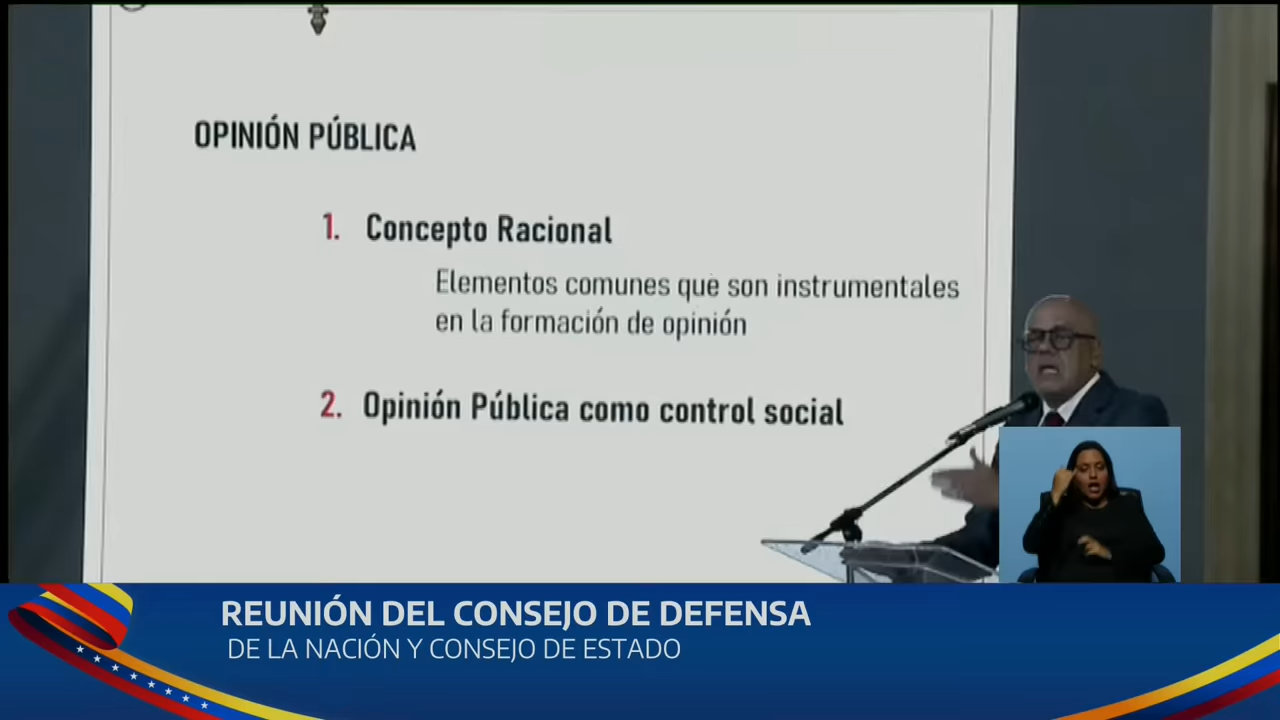 OPINIÓN PÚBLICA
1. Concepto Racional
Elementos comunes que son instrumentales
en la formación de opinión
2. Opinión Pública como control social
REUNIÓN DEL CONSEJO DE DEFENSA
DE LA NACIÓN Y CONSEJO DE ESTADO